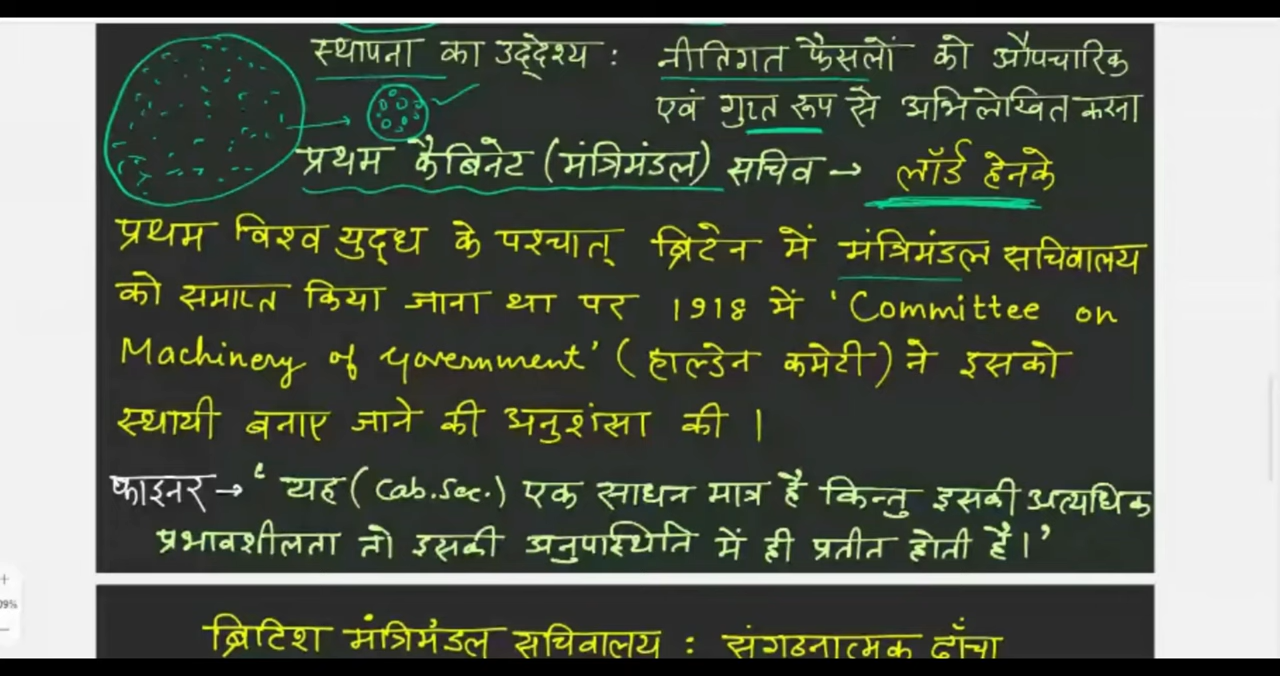 स्थापना का उद्देश्य : नीतिगत फैसलों को औपचारिक
एवं गुप्त रूप से अभिलेखित करना
प्रथम कैबिनेट (मंत्रिमंडल) सचिव → लॉर्ड हेनके
प्रथम विश्व युद्ध के पश्चात् ब्रिटेन में मंत्रिमंडल सचिवालय
को समाप्त किया जाना था पर 1918 में 'Committee on
Machinery of Government' (हाल्डेन कमेटी) ने इसको
स्थायी बनाए जाने की अनुशंसा की ।
फाइनर → ' यह (Cab.Sec.) एक साधन मात्र है किन्तु इसकी अत्यधिक
प्रभावशीलता तो इसकी अनुपास्थिति में ही प्रतीत होती है ।'
ब्रिटिश मंत्रिमंडल सचिवालय : संगठनात्मक ढाँचा